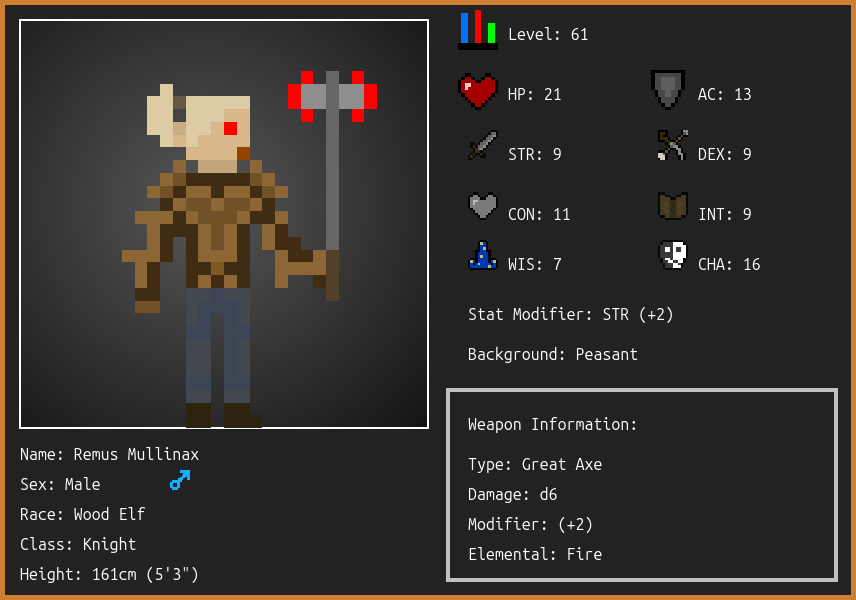 Level: 61
HP: 21
AC: 13
STR: 9
DEX: 9
CON: 11
INT: 9
WIS: 7
CHA: 16
Stat Modifier: STR (+2)
Background: Peasant
Weapon Information:
Type: Great Axe
Damage: d6
Modifier: (+2)
Elemental: Fire
Name: Remus Mullinax
Sex: Male
Race: Wood Elf
Class: Knight
Height: 161cm (5'3")